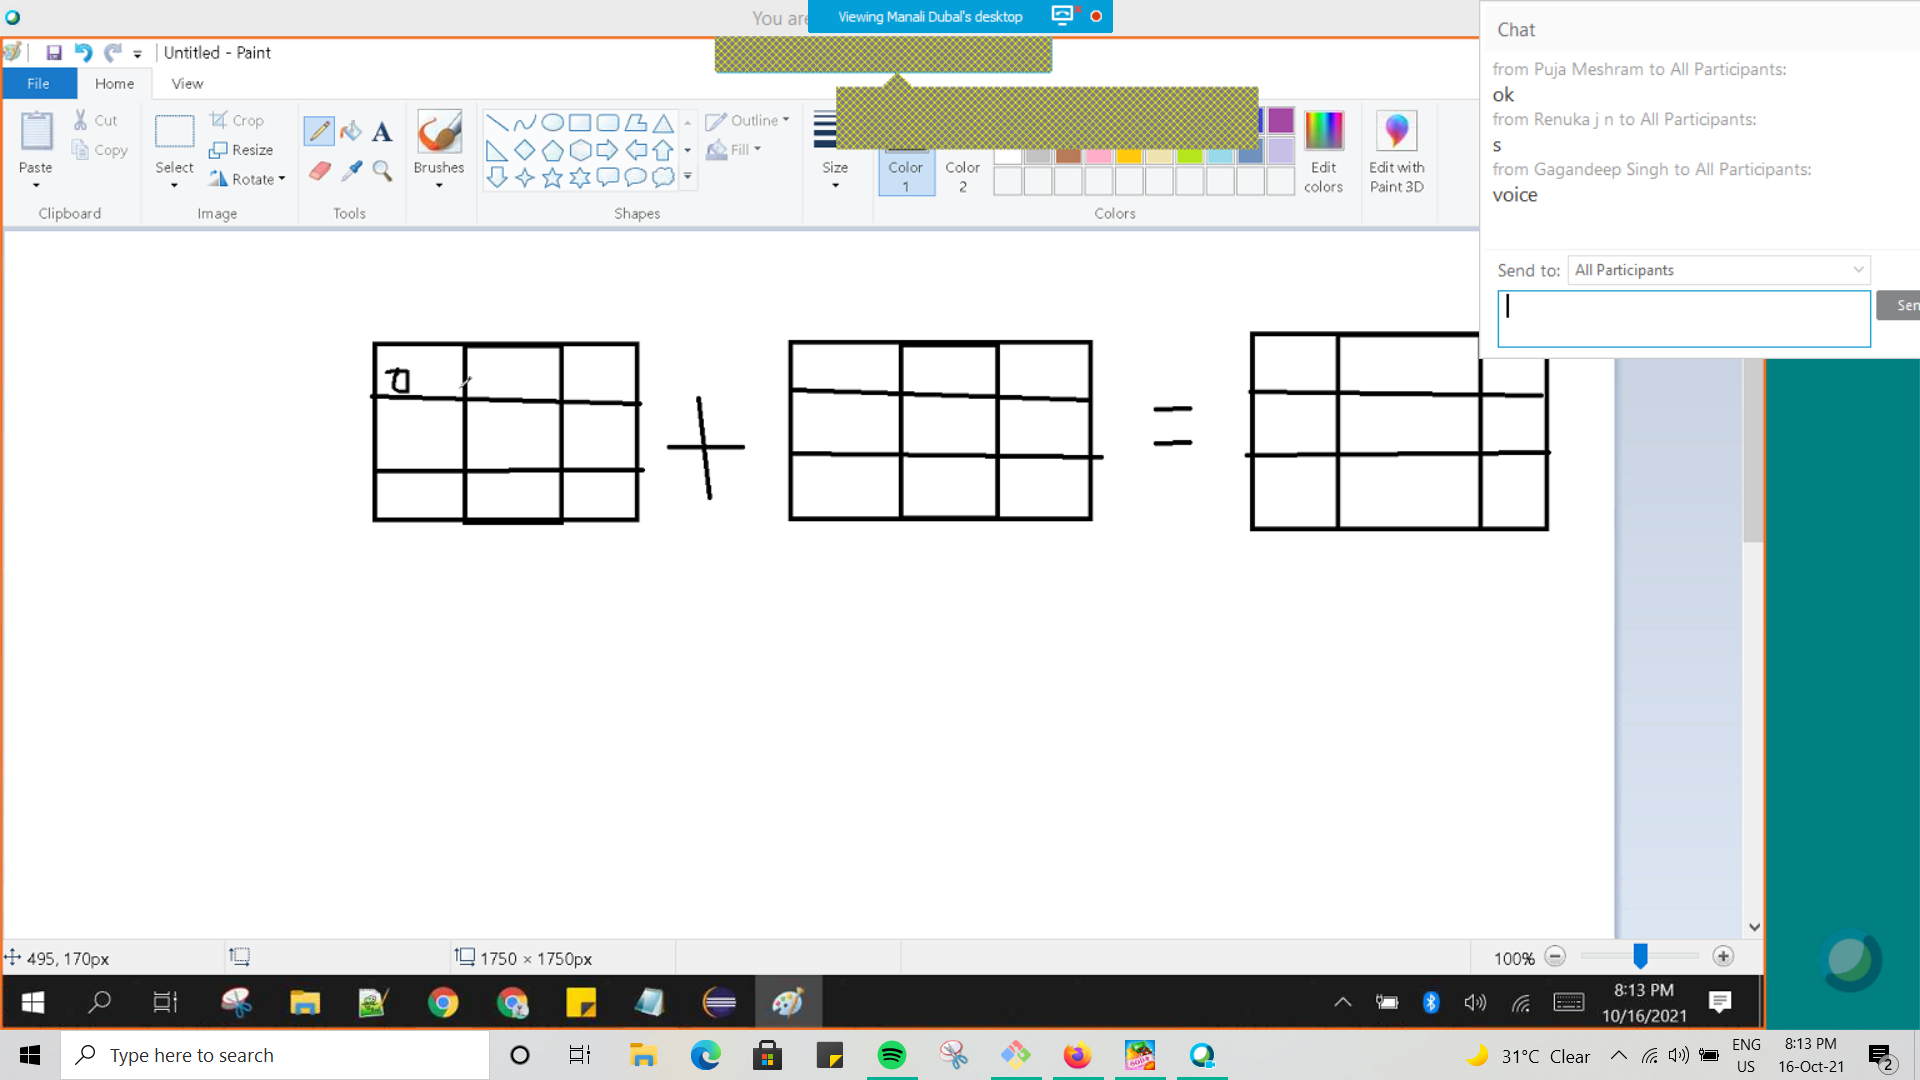 You are
Viewing Manali Dubal's desktop
Untitled - Paint
File
Home
View
Paste
Cut
Copy
Clipboard
Select
Crop
Resize
Rotate
Image
Tools
Brushes
Shapes
Outline
Fill
Size
Color
1
Color
2
Colors
Edit
colors
Edit with
Paint 3D
Chat
from Puja Meshram to All Participants:
ok
from Renuka j n to All Participants:
s
from Gagandeep Singh to All Participants:
voice
Send to:
All Participants
Sen
+
=
495, 170px
1750 × 1750px
100%
8:13 PM
10/16/2021
Type here to search
31°C Clear
ENG
US
8:13 PM
16-Oct-21
2